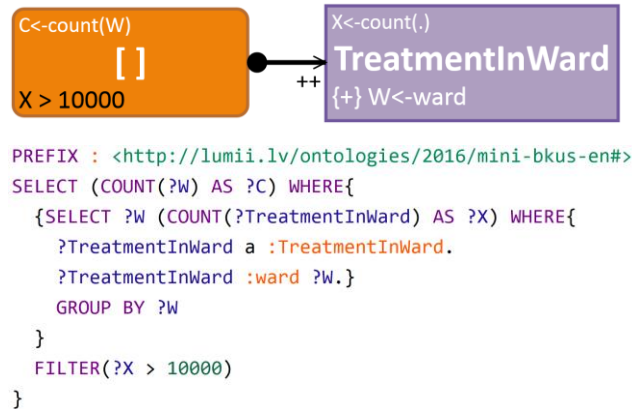 C<-count(W)
[ ]
X > 10000
++
X<-count(.)
TreatmentInWard
{+} W<-ward
PREFIX : <http://lumii.lv/ontologies/2016/mini-bkus-en#>
SELECT (COUNT(?W) AS ?C) WHERE{
{SELECT ?W (COUNT(?TreatmentInWard) AS ?X) WHERE{
?TreatmentInWard a :TreatmentInWard.
?TreatmentInWard :ward ?W.}
GROUP BY ?W
}
FILTER(?X > 10000)
}